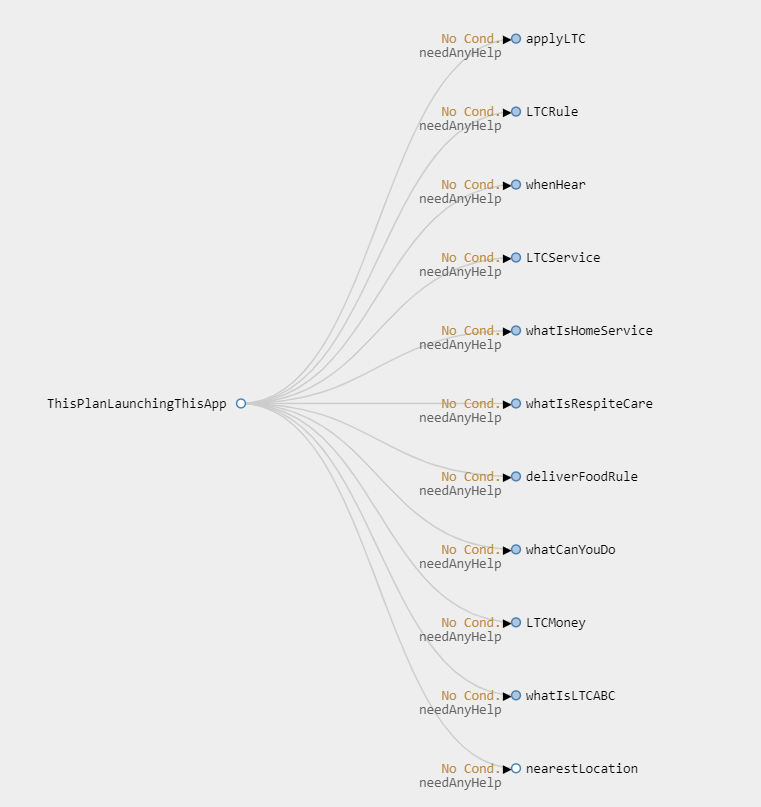 No Cond. applyLTC
needAnyHelp
No Cond. LTCRule
needAnyHelp
No Cond. whenHear
needAnyHelp
No Cond. LTCService
needAnyHelp
No Cond. whatIsHomeService
needAnyHelp
ThisPlanLaunchingThisApp No Cond. whatIsRespiteCare
needAnyHelp
No Cond. deliverFoodRule
needAnyHelp
No Cond. whatCanYouDo
needAnyHelp
No Cond. LTCMoney
needAnyHelp
No Cond. whatIsLTCABC
needAnyHelp
No Cond. nearestLocation
needAnyHelp